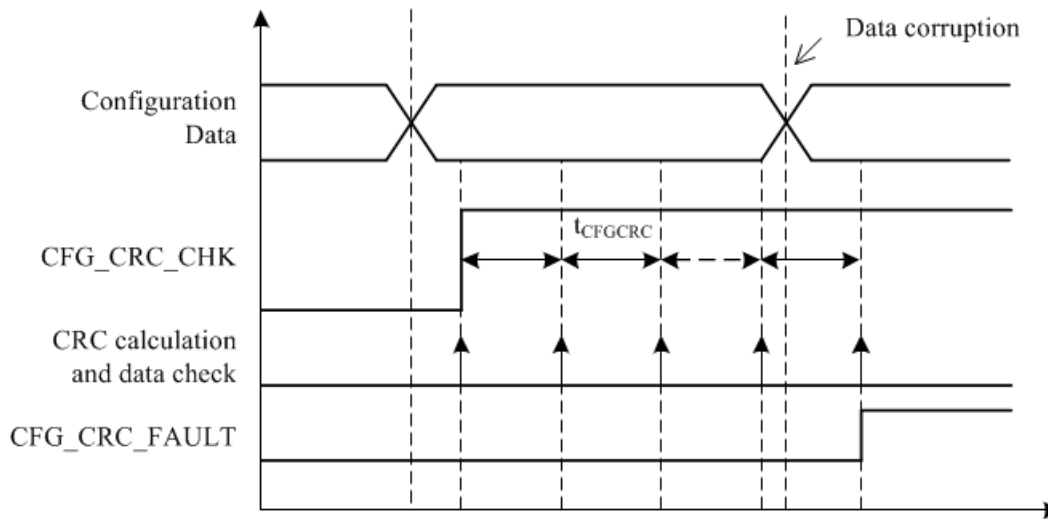 Data corruption
Configuration
Data
tCFGCRC
CFG_CRC_CHK
CRC calculation
and data check
CFG_CRC_FAULT